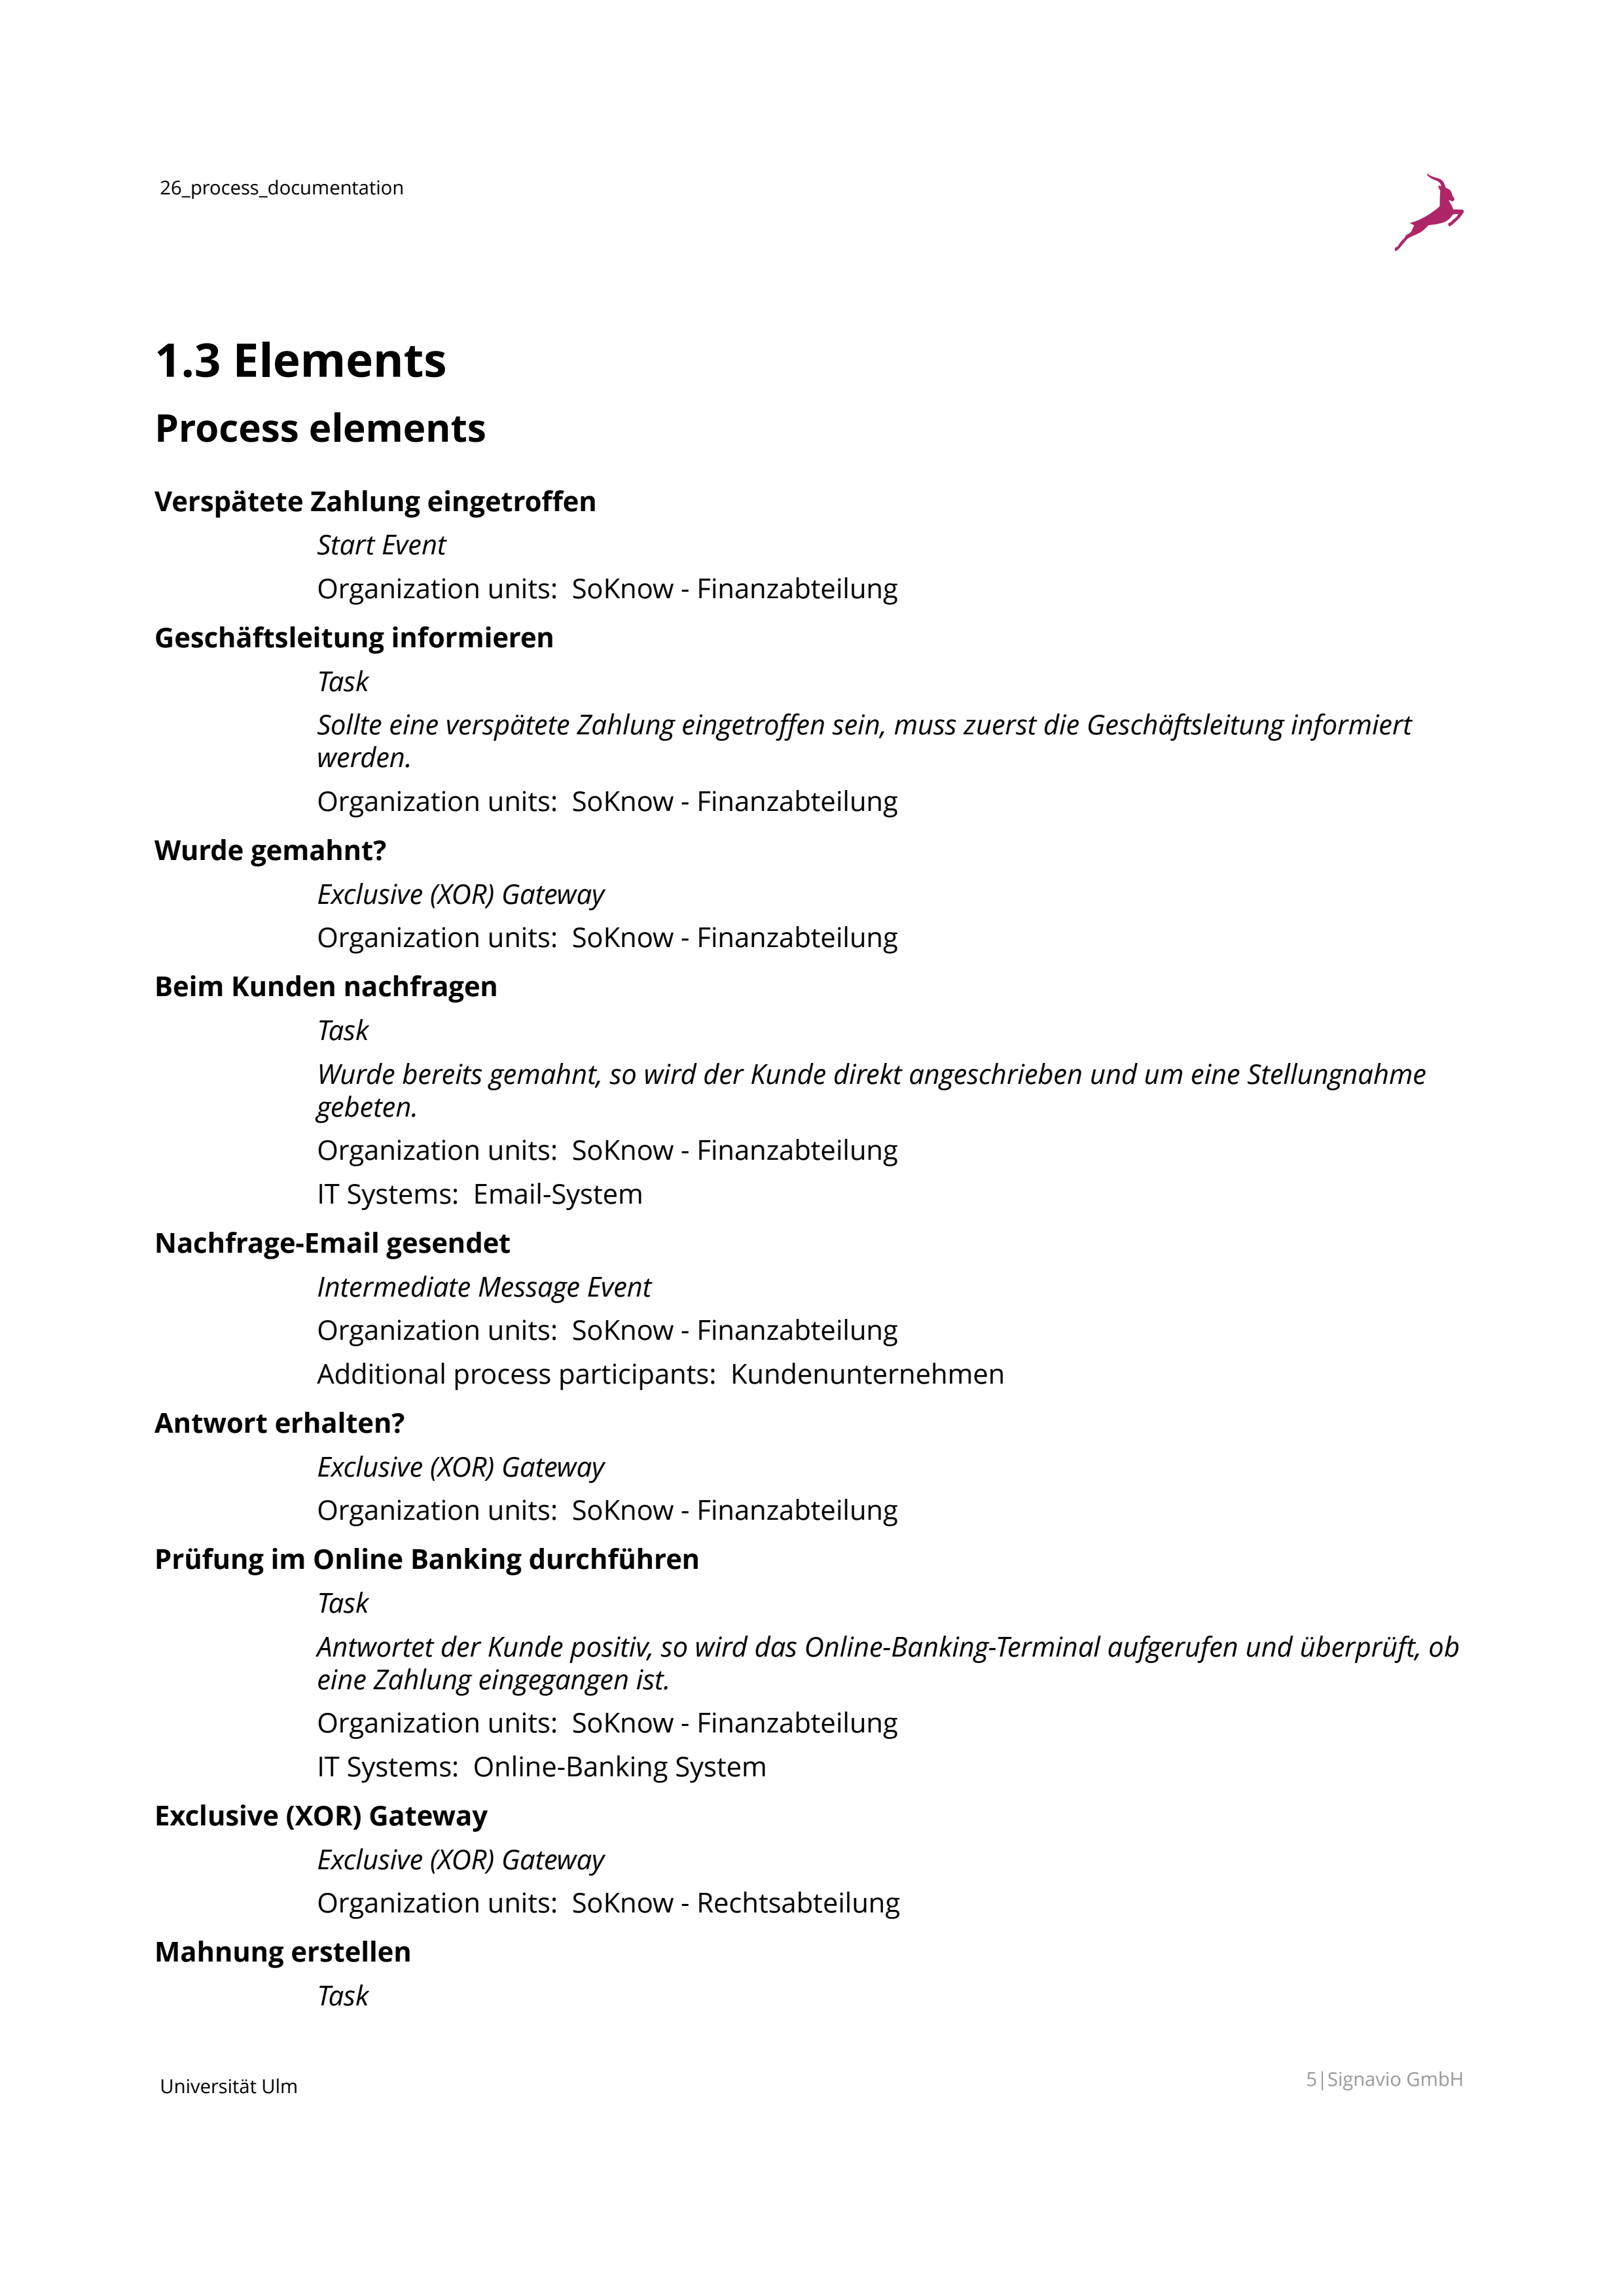 26_process_documentation
1.3 Elements
Process elements
Verspätete Zahlung eingetroffen
Start Event
Organization units:  SoKnow - Finanzabteilung
Geschäftsleitung informieren
Task
Sollte eine verspätete Zahlung eingetroffen sein, muss zuerst die Geschäftsleitung informiert
werden.
Organization units:  SoKnow - Finanzabteilung
Wurde gemahnt?
Exclusive (XOR) Gateway
Organization units:  SoKnow - Finanzabteilung
Beim Kunden nachfragen
Task
Wurde bereits gemahnt, so wird der Kunde direkt angeschrieben und um eine Stellungnahme
gebeten.
Organization units:  SoKnow - Finanzabteilung
IT Systems:  Email-System
Nachfrage-Email gesendet
Intermediate Message Event
Organization units:  SoKnow - Finanzabteilung
Additional process participants:  Kundenunternehmen
Antwort erhalten?
Exclusive (XOR) Gateway
Organization units:  SoKnow - Finanzabteilung
Prüfung im Online Banking durchführen
Task
Antwortet der Kunde positiv, so wird das Online-Banking-Terminal aufgerufen und überprüft, ob
eine Zahlung eingegangen ist.
Organization units:  SoKnow - Finanzabteilung
IT Systems:  Online-Banking System
Exclusive (XOR) Gateway
Exclusive (XOR) Gateway
Organization units:  SoKnow - Rechtsabteilung
Mahnung erstellen
Task
Universität Ulm
5|Signavio GmbH